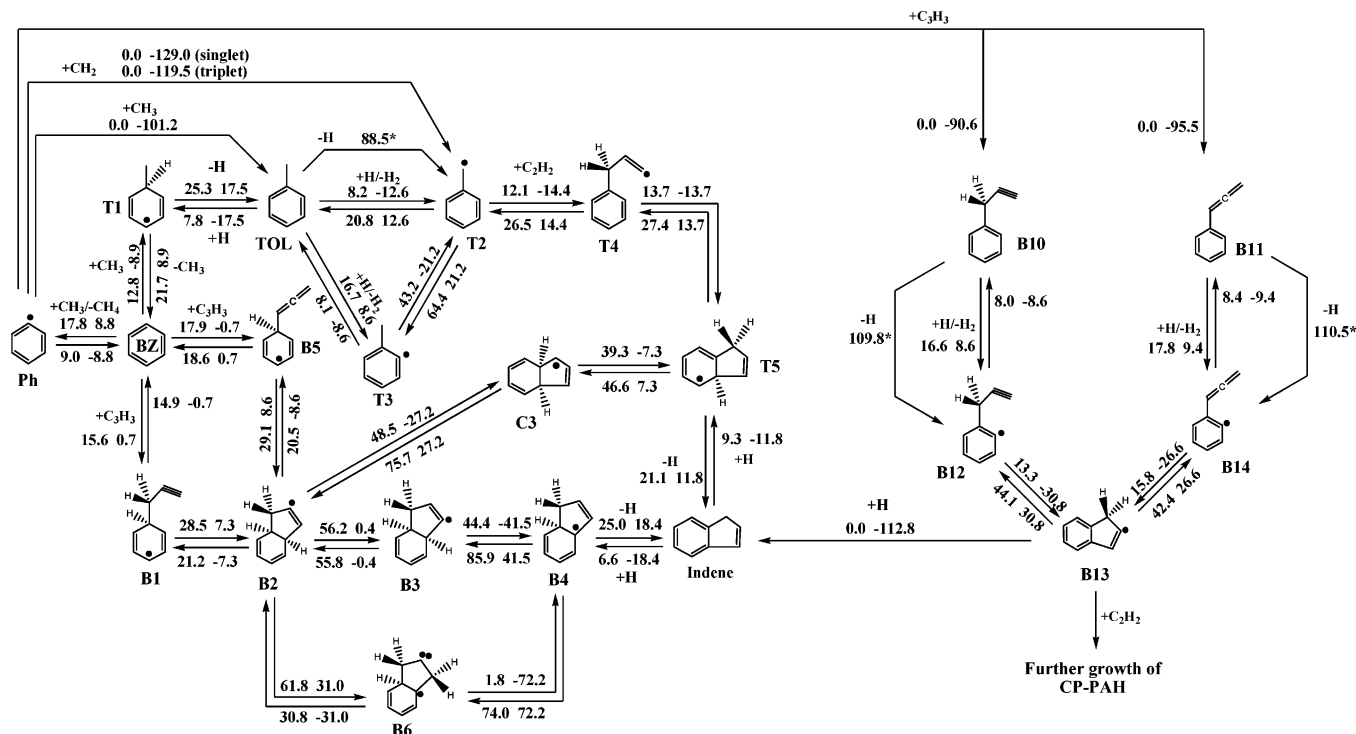 +C3H3
0.0 -129.0 (singlet)
+CH2 0.0 -119.5 (triplet)
+CH3
0.0 -101.2
0.0 -90.6
0.0 -95.5
-H 88.5*
H
-H
25.3 17.5
7.8 -17.5
+H
T1
TOL
+H/-H2
8.2 -12.6
20.8 12.6
T2
+C2H2
12.1 -14.4
26.5 14.4
H
H
T4
13.7 -13.7
27.4 13.7
H
H
B10
B11
+CH3
12.8 -8.9
21.7 8.9
-CH3
+H/-H2
16.7 8.6
8.1 -8.6
43.2 -21.2
64.4 21.2
T3
+CH3/-CH4
17.8 8.8
9.0 -8.8
Ph
BZ
+C3H3
17.9 -0.7
18.6 0.7
H
B5
H
H
C3
39.3 -7.3
46.6 7.3
H
H
H
T5
-H
109.8*
8.0 -8.6
+H/-H2
16.6 8.6
8.4 -9.4
+H/-H2
17.8 9.4
-H
110.5*
+C3H3
15.6 0.7
14.9 -0.7
29.1 8.6
20.5 -8.6
48.5 -27.2
75.7 27.2
-H
21.1 11.8
9.3 -11.8
+H
H
H
B12
B14
13.3 -30.8
44.1 30.8
15.8 -26.6
42.4 26.6
H
H
H
B1
28.5 7.3
21.2 -7.3
H
H
H
H
B2
56.2 0.4
55.8 -0.4
H
H
H
H
B3
44.4 -41.5
85.9 41.5
H
H
H
B4
-H
25.0 18.4
6.6 -18.4
+H
Indene
+H
0.0 -112.8
H
H
B13
+C2H2
Further growth of
CP-PAH
61.8 31.0
30.8 -31.0
H
H
H
H
H
B6
1.8 -72.2
74.0 72.2